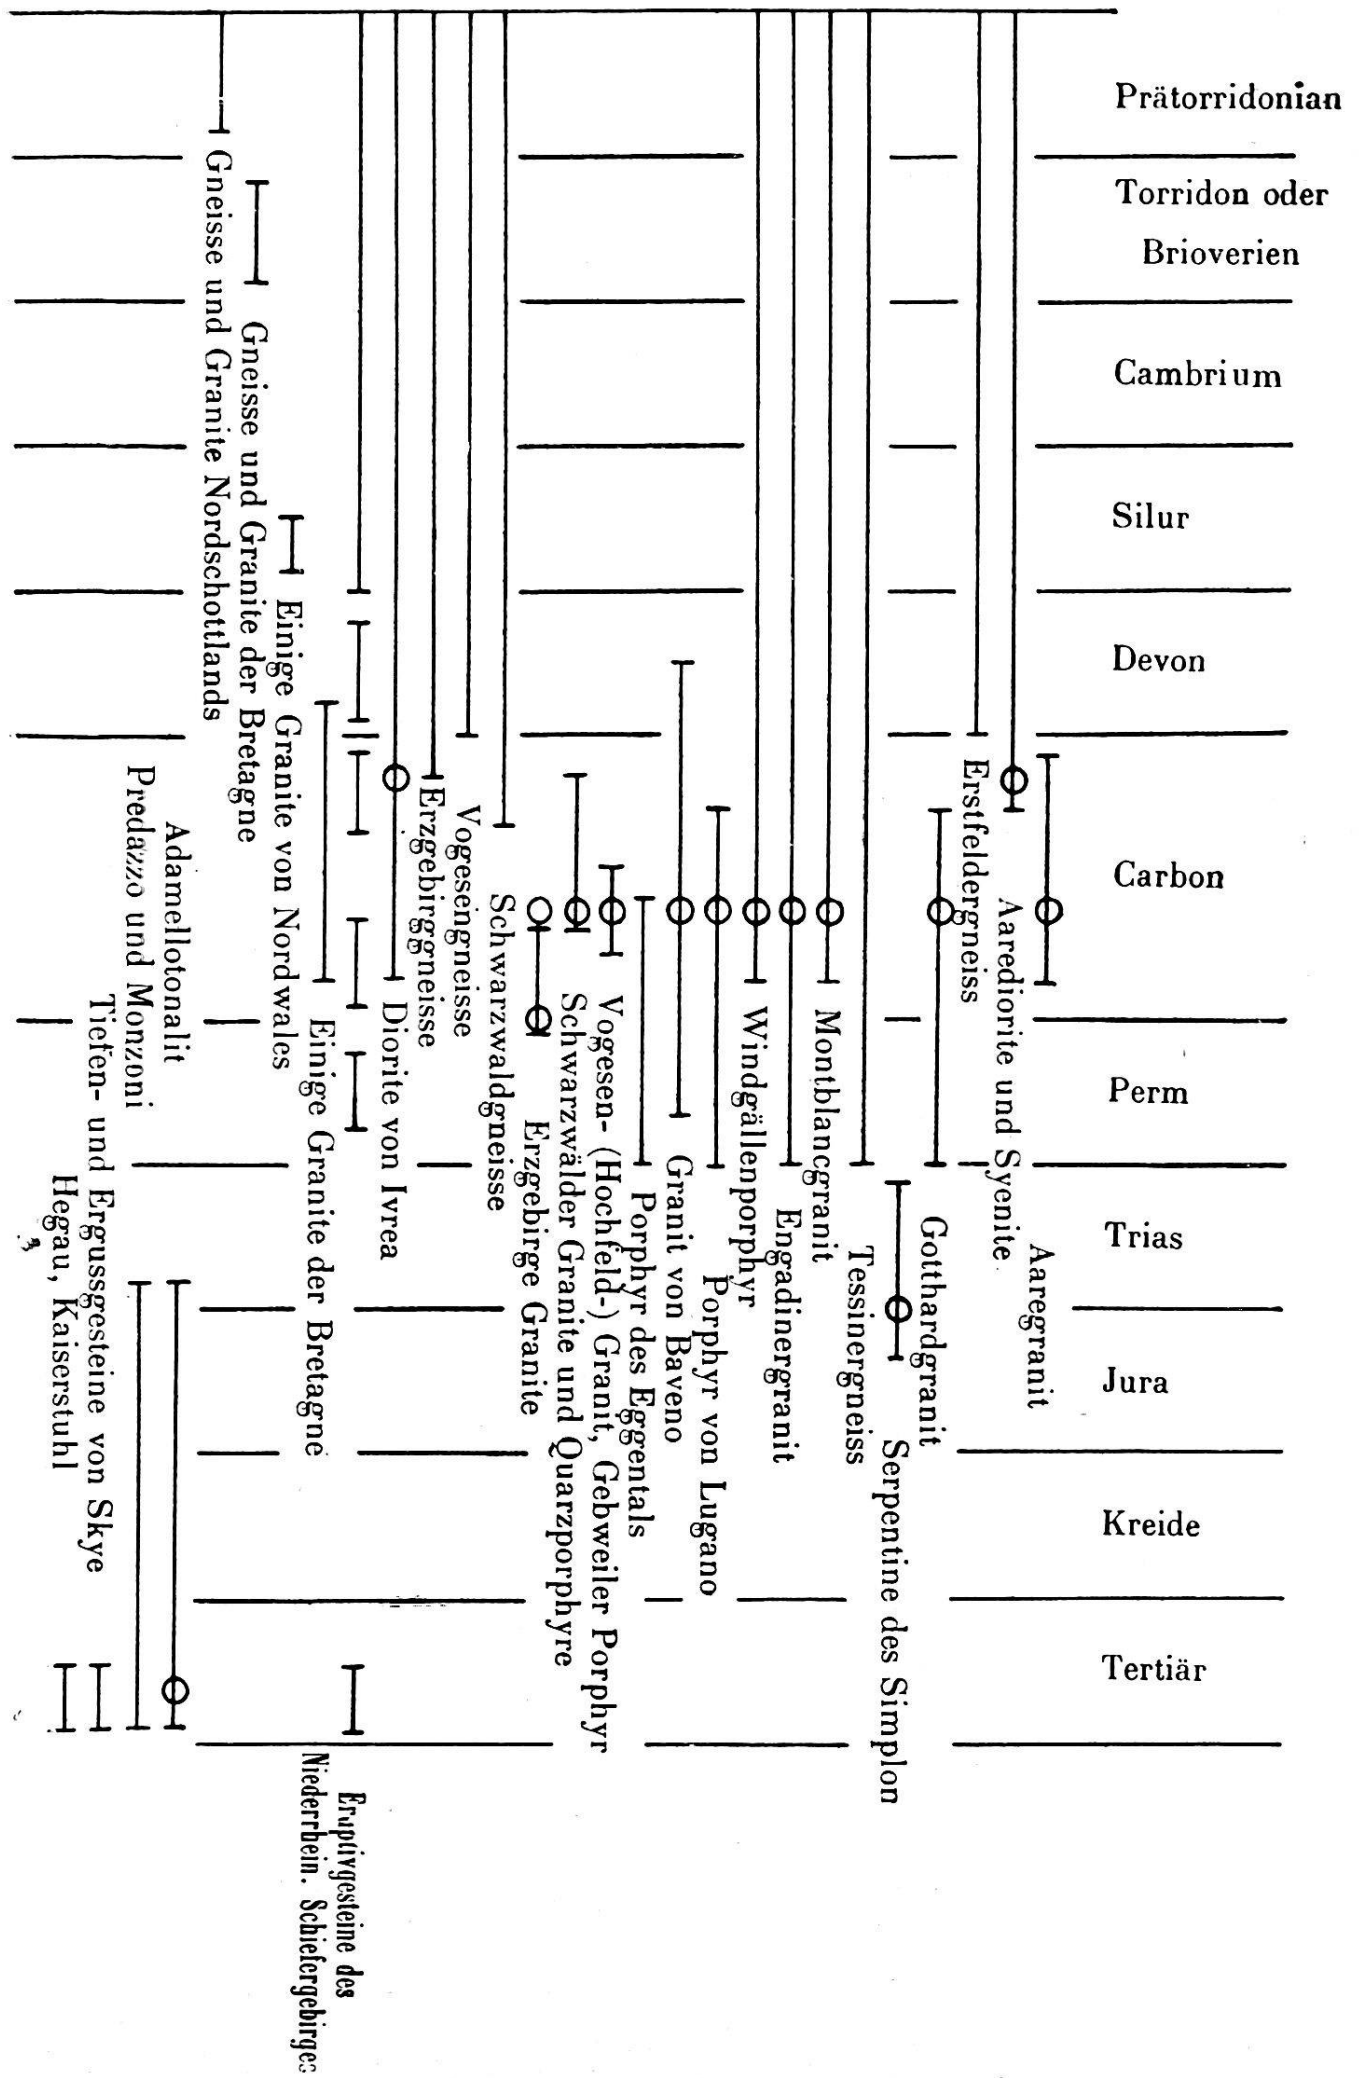 Prätorridonian
Torridon oder
Brioverien
Cambrium
Silur
Devon
Carbon
Perm
Trias
Jura
Kreide
Tertiär
Aaregranit
Aarediorite und Syenite
Erstfeldergneiss
Gotthardgranit
Serpentine des Simplon
Tessinergneiss
Montblancgranit
Engadinergranit
Windgällenporphyr
Porphyr von Lugano
Granit von Baveno
Porphyr des Eggentals
Vogesen- (Hochfeld-) Granit, Gebweiler Porphyr
Schwarzwälder Granite und Quarzporphyre
Erzgebirge Granite
Schwarzwaldgneisse
Vogesengneisse
Erzgebirggneisse
Diorite von Ivrea
Eruptivgesteine des
Niederrhein. Schiefergebirges
Einige Granite der Bretagne
Einige Granite von Nordwales
Gneisse und Granite der Bretagne
Gneisse und Granite Nordschottlands
Adamellotonalit
Predazzo und Monzoni
Tiefen- und Ergussgesteine von Skye
Hegau, Kaiserstuhl